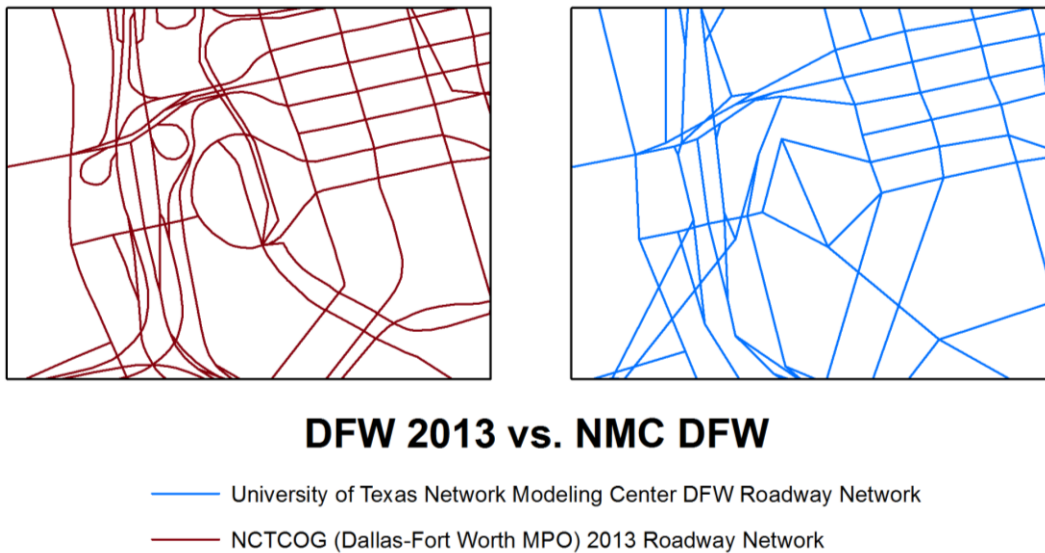 DFW 2013 vs. NMC DFW
University of Texas Network Modeling Center DFW Roadway Network
NCTCOG (Dallas-Fort Worth MPO) 2013 Roadway Network